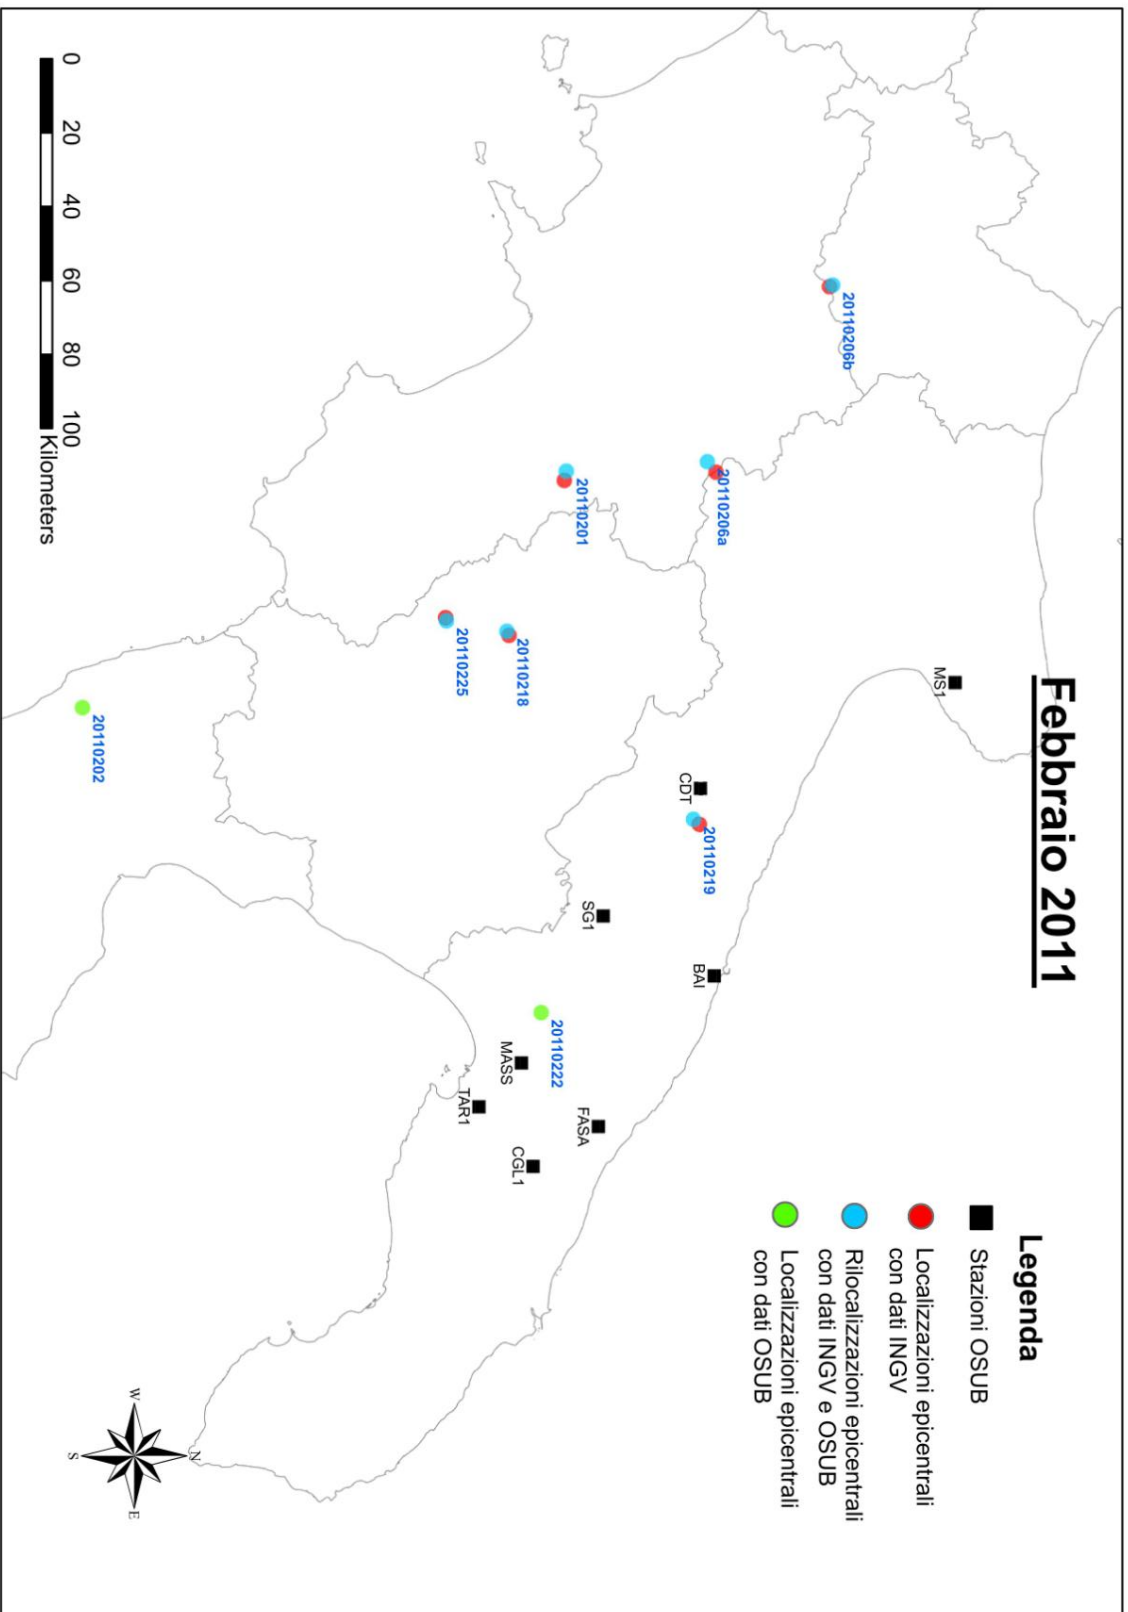 Febbraio 2011
Legenda
Stazioni OSUB
Localizzazioni epicentrali
con dati INGV
Rilocalizzazioni epicentrali
con dati INGV e OSUB
Localizzazioni epicentrali
con dati OSUB
MS1
20110206b
20110206a
CDT
20110219
BAI
20110201
SG1
FASA
20110222
MASS
CGL1
20110218
TAR1
20110225
20110202
0 20 40 60 80 100
Kilometers
N
W
E
S